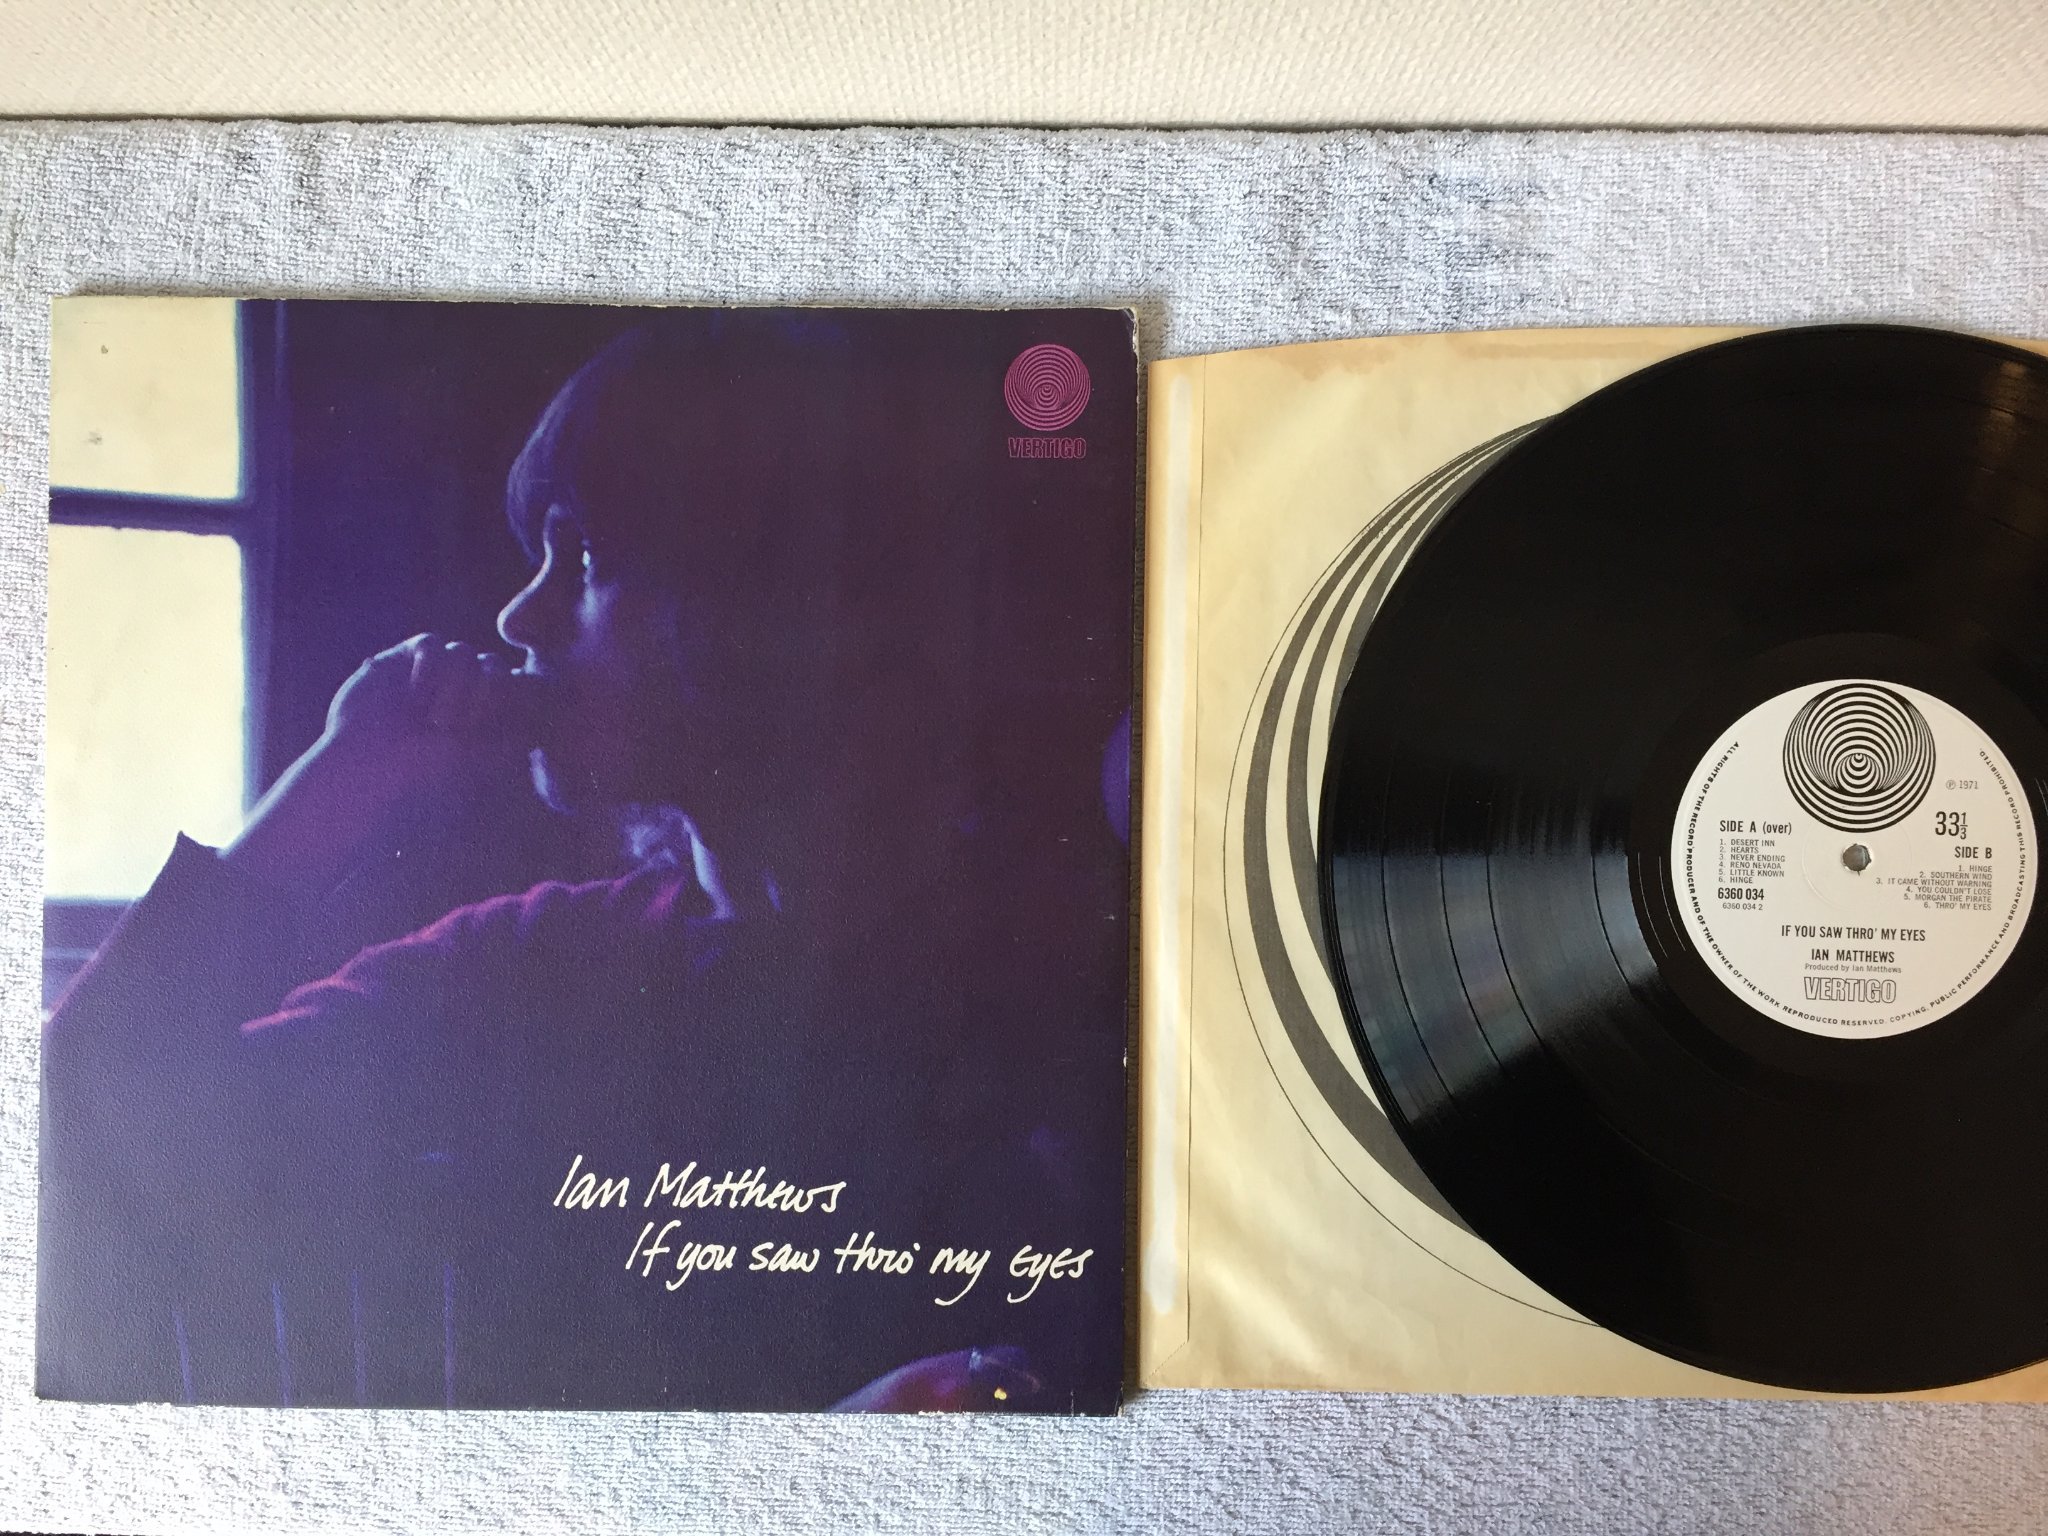 VERTIGO
Ian Matthews
If you saw thro' my eyes
℗ 1971
33⅓
SIDE A (over)
1. DESERT INN
2. HEARTS
3. NEVER ENDING
4. RENO NEVADA
5. LITTLE KNOWN
6. HINGE
6360 034
6360 034 2
SIDE B
1. HINGE
2. SOUTHERN WIND
3. IT CAME WITHOUT WARNING
4. YOU COULDN'T LOSE
5. MORGAN THE PIRATE
6. THRO' MY EYES
IF YOU SAW THRO' MY EYES
IAN MATTHEWS
Produced by Ian Matthews
VERTIGO
ALL RIGHTS OF THE RECORD PRODUCER AND OF THE OWNER OF THE WORK REPRODUCED RESERVED. COPYING, PUBLIC PERFORMANCE AND BROADCASTING THIS RECORD PROHIBITED.